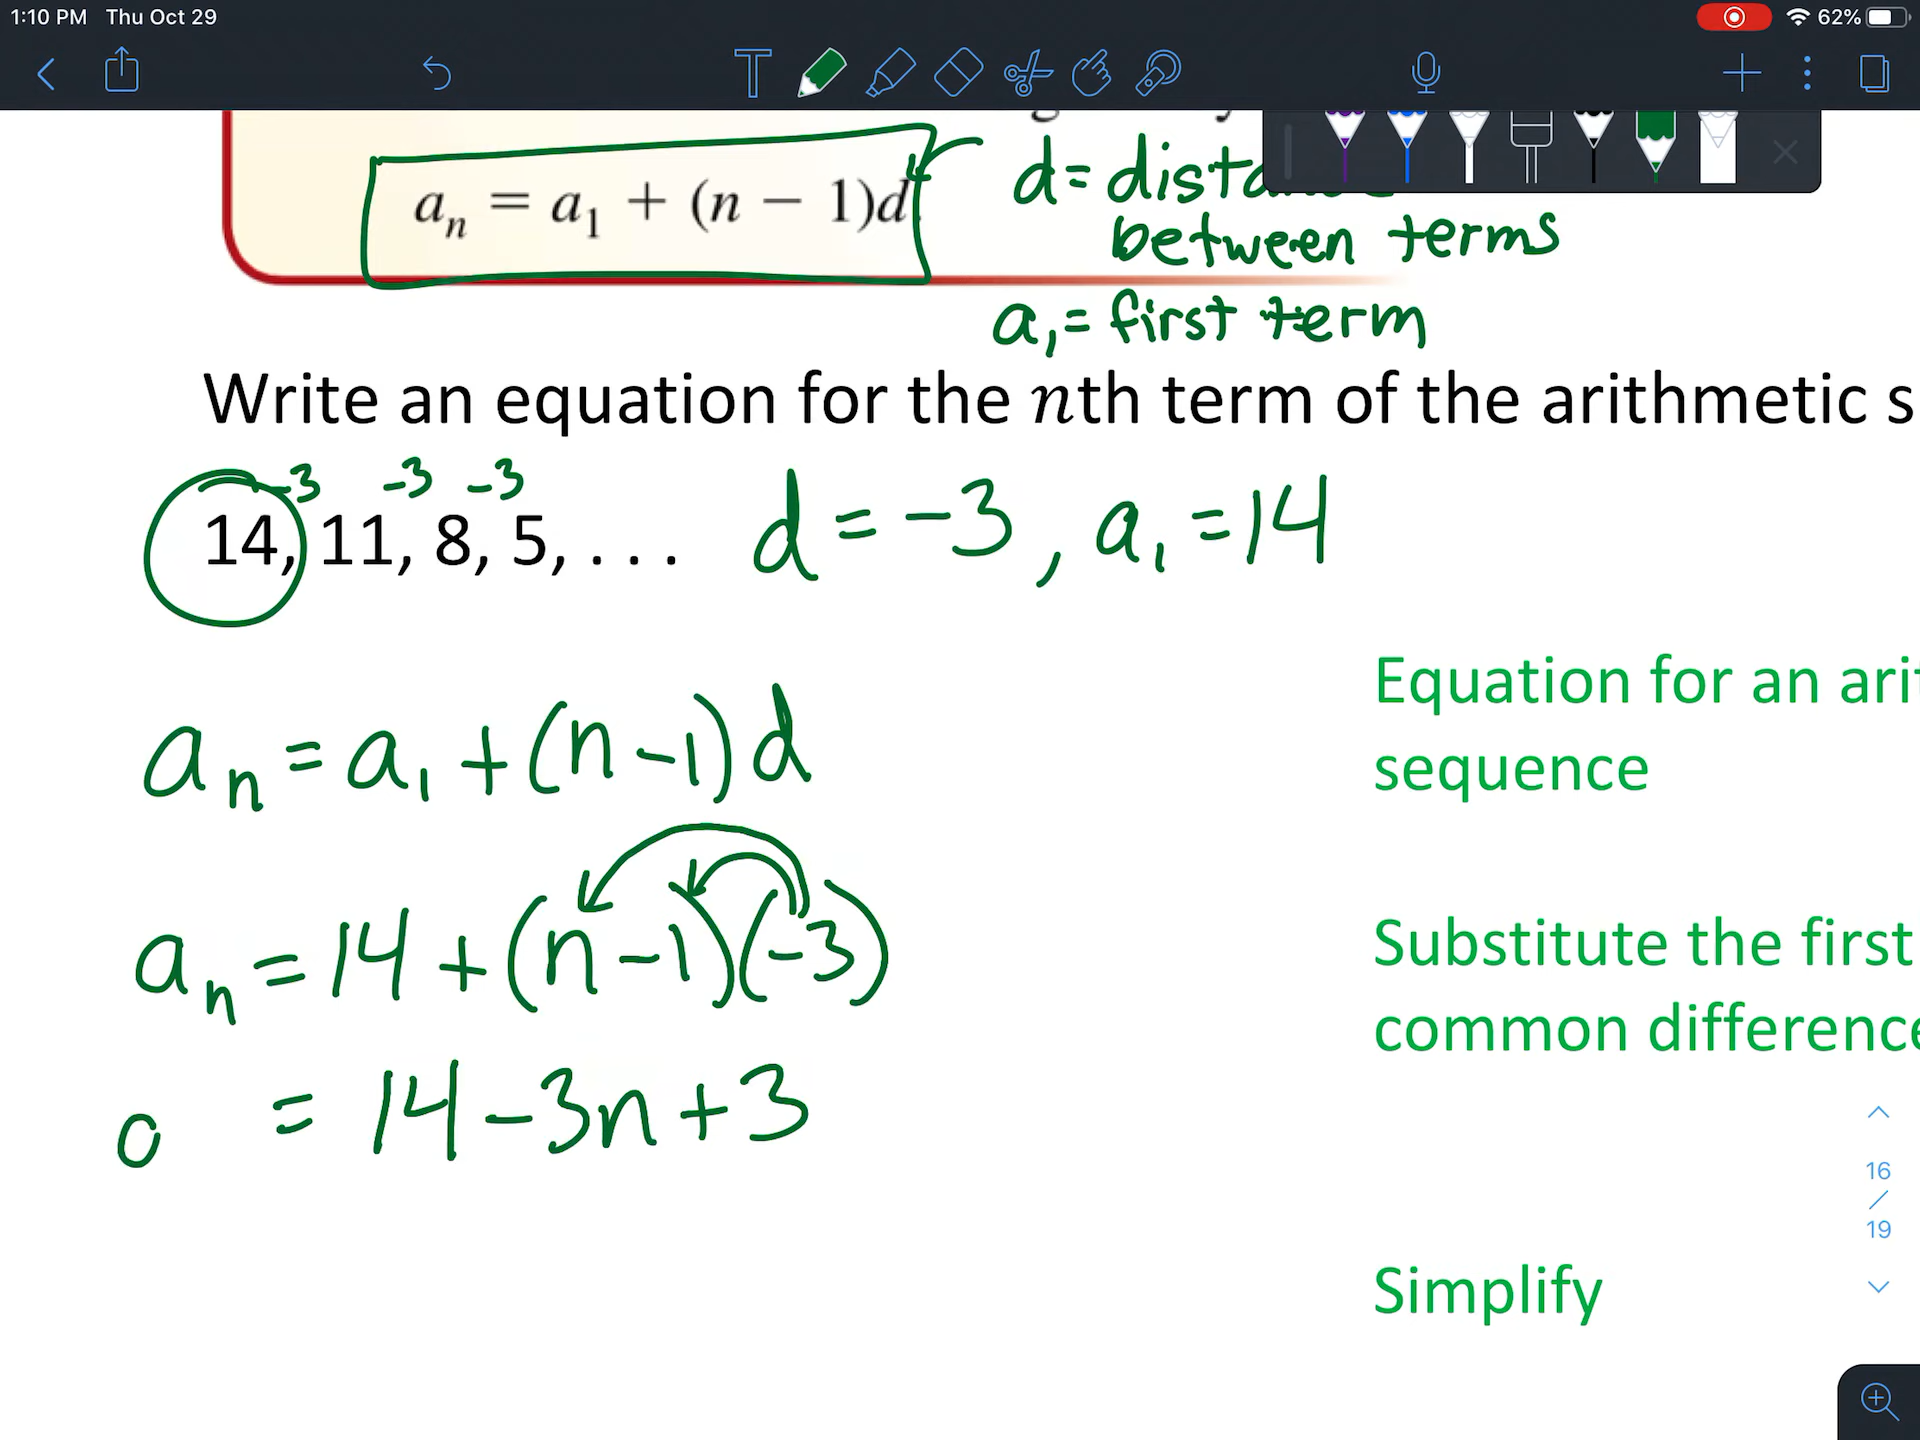 1:10 PM Thu Oct 29
62%
aₙ = a₁ + (n − 1)d
d = dista
between terms
a₁ = first term
Write an equation for the nth term of the arithmetic s
-3 -3 -3
14, 11, 8, 5, . . . d = -3, a₁ = 14
Equation for an arit
sequence
aₙ = a₁ + (n - 1) d
aₙ = 14 + (n - 1)(-3)
Substitute the first
common difference
= 14 - 3n + 3
16
/
19
Simplify